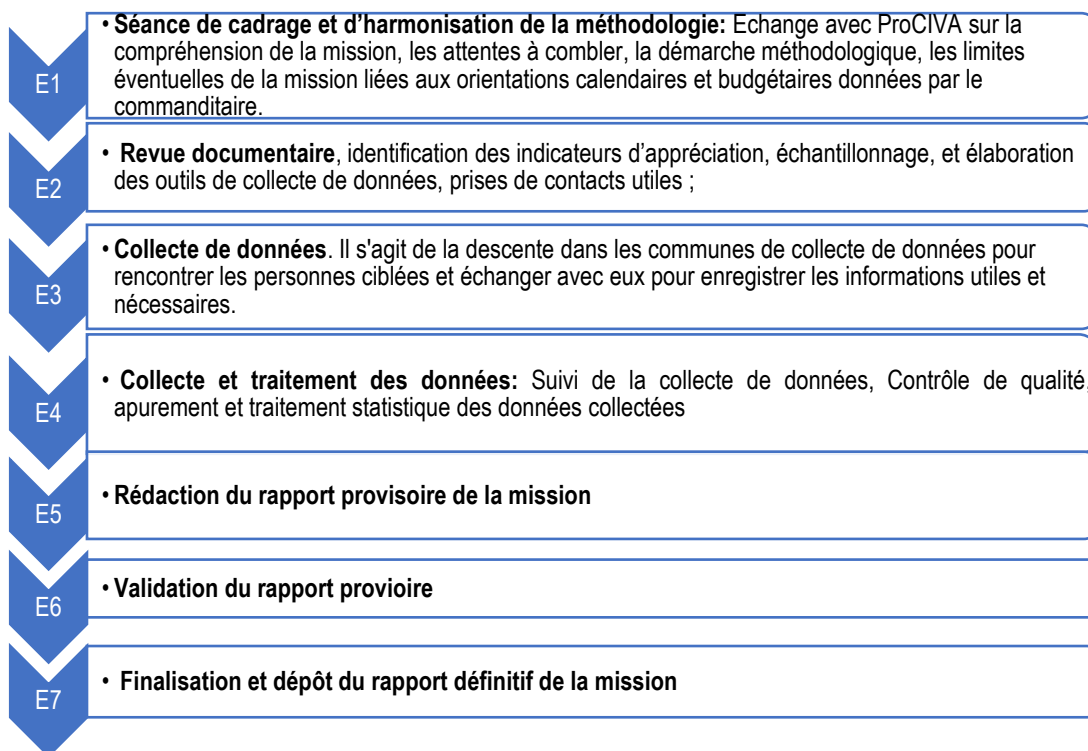 E1
• Séance de cadrage et d’harmonisation de la méthodologie: Echange avec ProCIVA sur la
compréhension de la mission, les attentes à combler, la démarche méthodologique, les limites
éventuelles de la mission liées aux orientations calendaires et budgétaires données par le
commanditaire.
E2
• Revue documentaire, identification des indicateurs d’appréciation, échantillonnage, et élaboration
des outils de collecte de données, prises de contacts utiles ;
E3
• Collecte de données. Il s'agit de la descente dans les communes de collecte de données pour
rencontrer les personnes ciblées et échanger avec eux pour enregistrer les informations utiles et
nécessaires.
E4
• Collecte et traitement des données: Suivi de la collecte de données, Contrôle de qualité,
apurement et traitement statistique des données collectées
E5
• Rédaction du rapport provisoire de la mission
E6
• Validation du rapport provioire
E7
• Finalisation et dépôt du rapport définitif de la mission